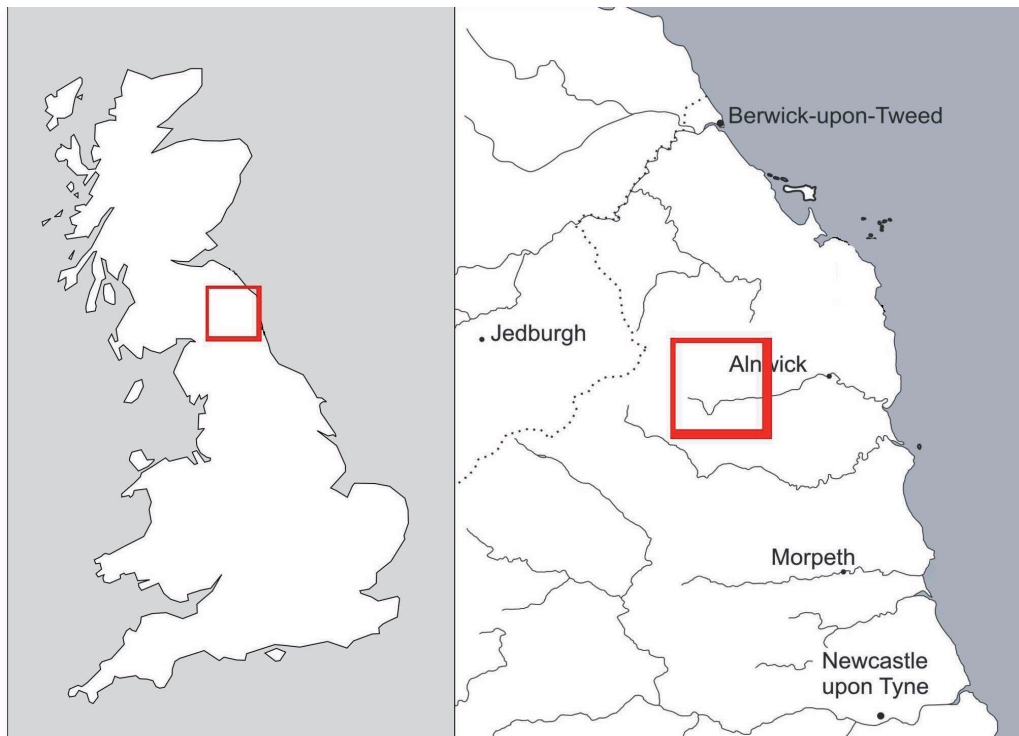 Berwick-upon-Tweed
Jedburgh
Alnwick
Morpeth
Newcastle
upon Tyne